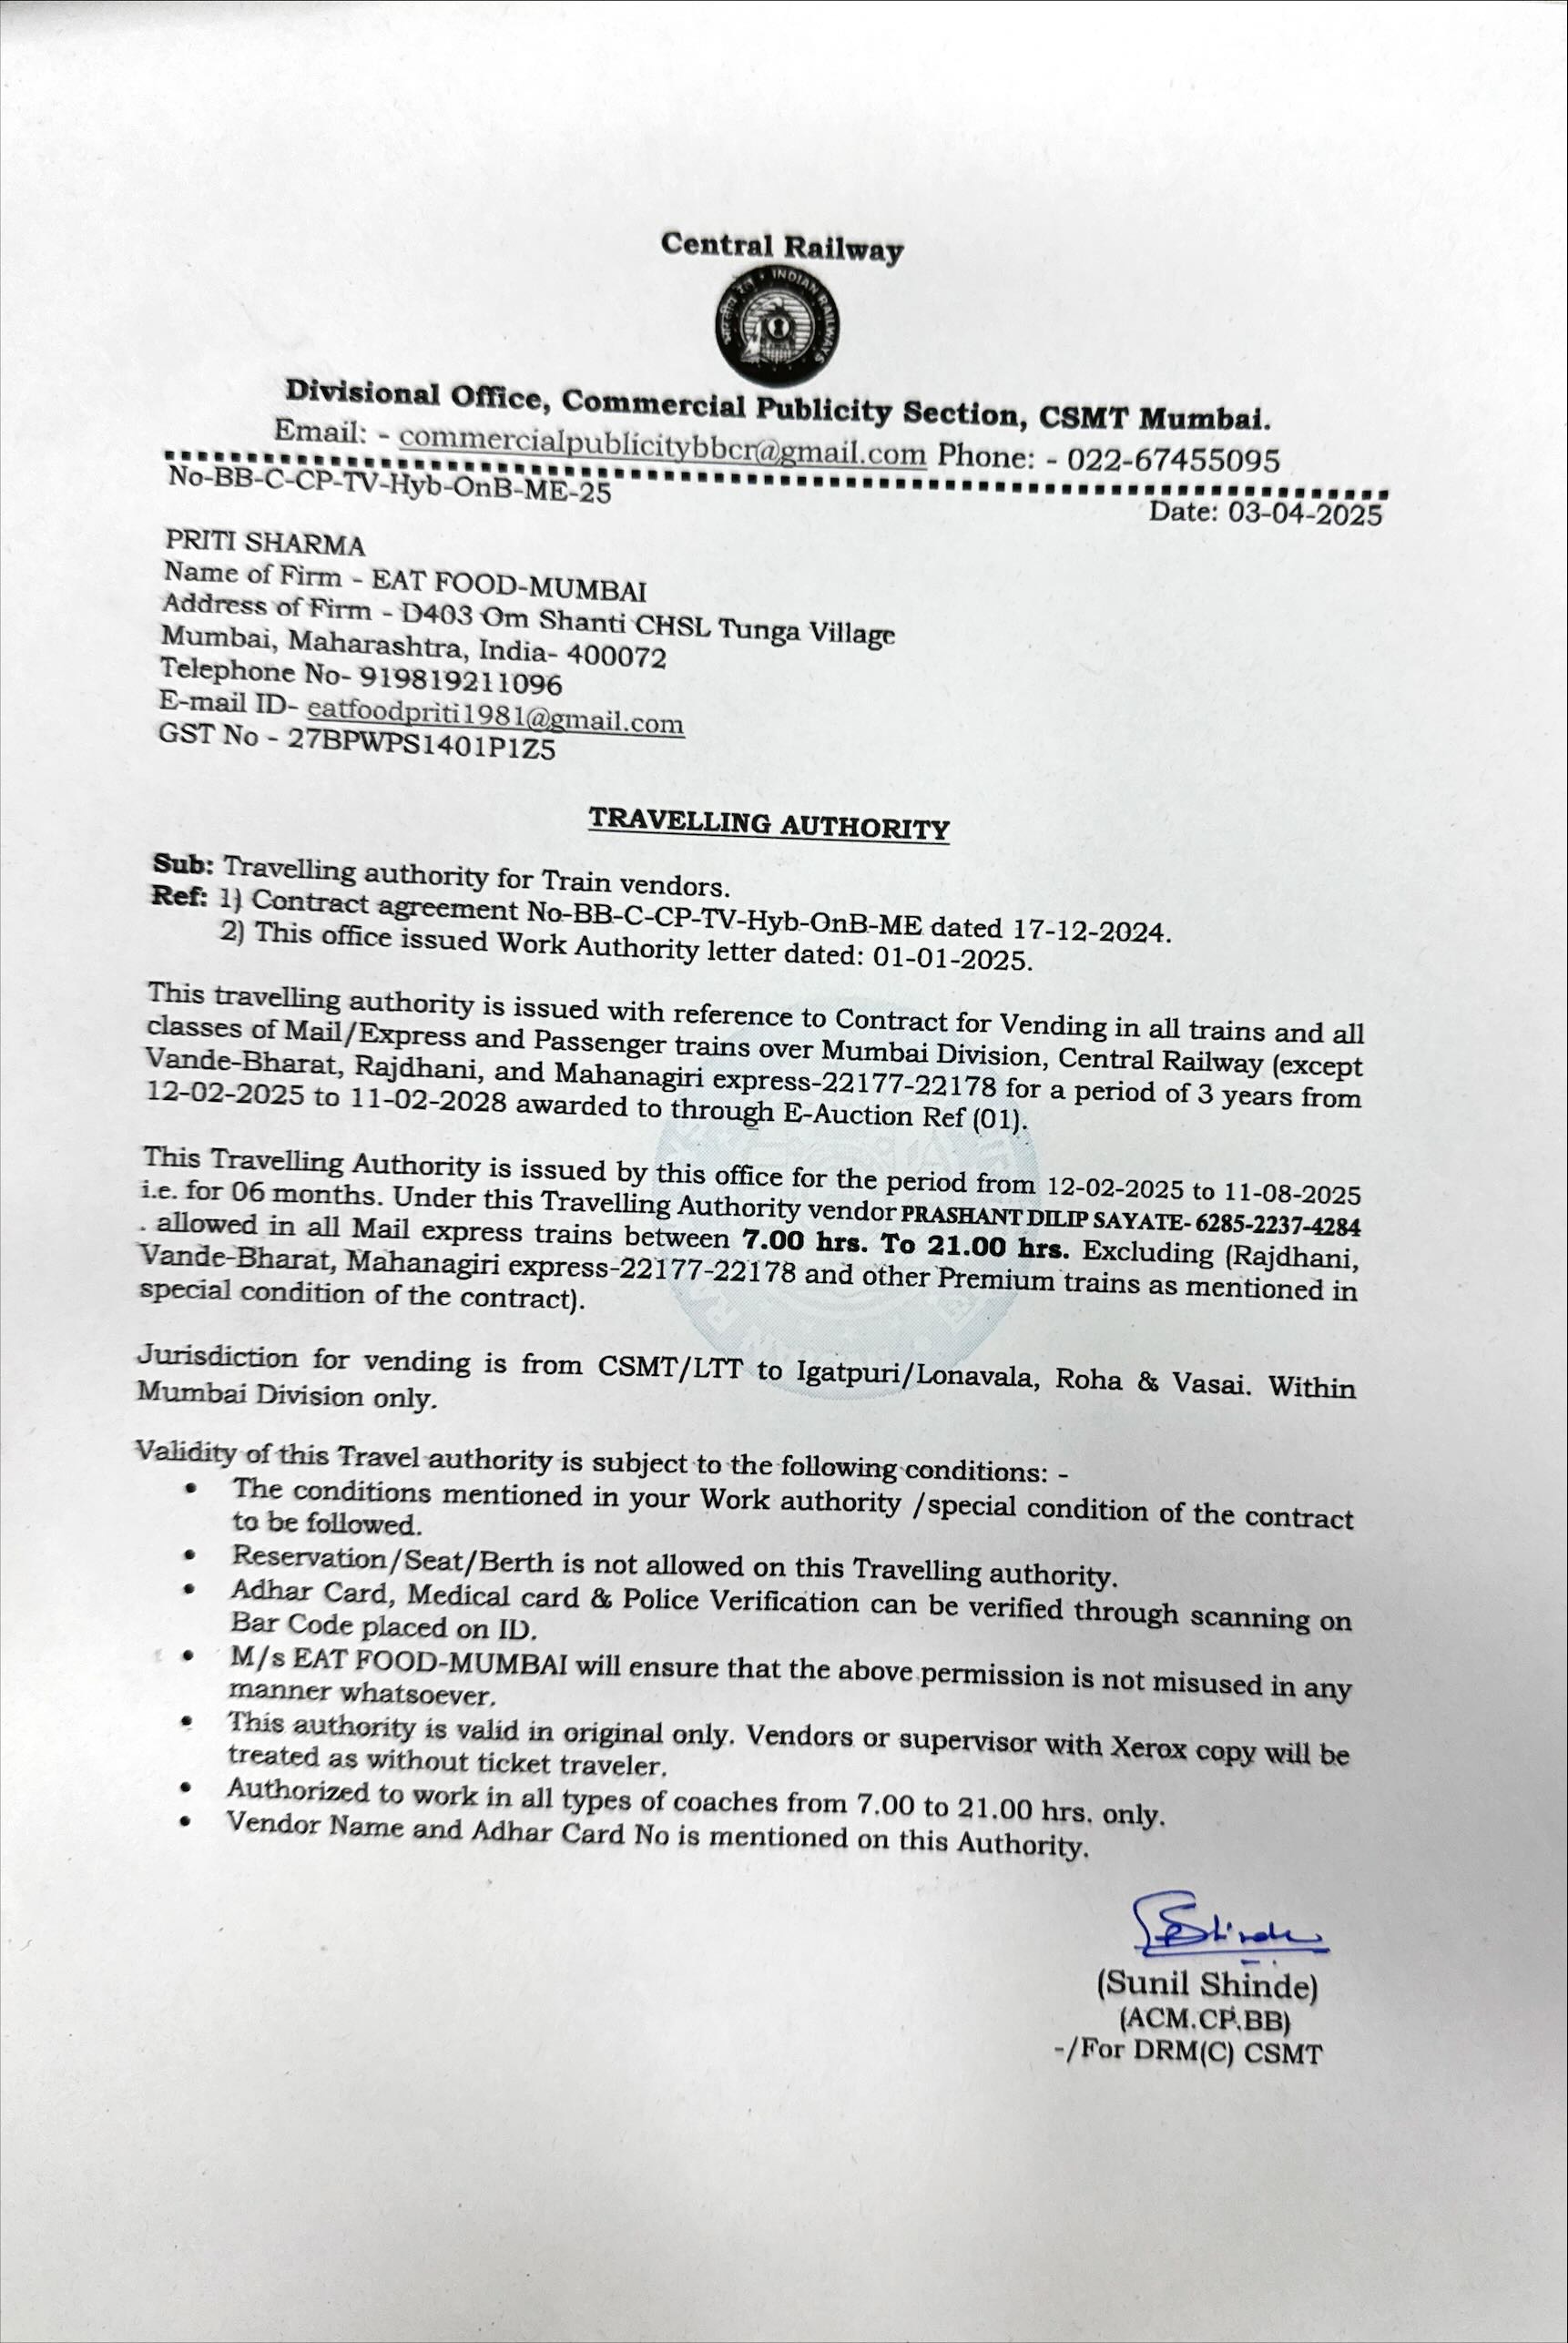 Central Railway
भारतीय रेल • INDIAN RAILWAYS
Divisional Office, Commercial Publicity Section, CSMT Mumbai.
Email: - commercialpublicitybbcr@gmail.com Phone: - 022-67455095
No-BB-C-CP-TV-Hyb-OnB-ME-25
Date: 03-04-2025
PRITI SHARMA
Name of Firm - EAT FOOD-MUMBAI
Address of Firm - D403 Om Shanti CHSL Tunga Village
Mumbai, Maharashtra, India- 400072
Telephone No- 919819211096
E-mail ID- eatfoodpriti1981@gmail.com
GST No - 27BPWPS1401P1Z5
TRAVELLING AUTHORITY
Sub: Travelling authority for Train vendors.
Ref: 1) Contract agreement No-BB-C-CP-TV-Hyb-OnB-ME dated 17-12-2024.
2) This office issued Work Authority letter dated: 01-01-2025.
This travelling authority is issued with reference to Contract for Vending in all trains and all
classes of Mail/Express and Passenger trains over Mumbai Division, Central Railway (except
Vande-Bharat, Rajdhani, and Mahanagiri express-22177-22178 for a period of 3 years from
12-02-2025 to 11-02-2028 awarded to through E-Auction Ref (01).
This Travelling Authority is issued by this office for the period from 12-02-2025 to 11-08-2025
i.e. for 06 months. Under this Travelling Authority vendor PRASHANT DILIP SAYATE- 6285-2237-4284
. allowed in all Mail express trains between 7.00 hrs. To 21.00 hrs. Excluding (Rajdhani,
Vande-Bharat, Mahanagiri express-22177-22178 and other Premium trains as mentioned in
special condition of the contract).
Jurisdiction for vending is from CSMT/LTT to Igatpuri/Lonavala, Roha & Vasai. Within
Mumbai Division only.
Validity of this Travel authority is subject to the following conditions: -
• The conditions mentioned in your Work authority /special condition of the contract
to be followed.
• Reservation/Seat/Berth is not allowed on this Travelling authority.
• Adhar Card, Medical card & Police Verification can be verified through scanning on
Bar Code placed on ID.
• M/s EAT FOOD-MUMBAI will ensure that the above permission is not misused in any
manner whatsoever.
• This authority is valid in original only. Vendors or supervisor with Xerox copy will be
treated as without ticket traveler.
• Authorized to work in all types of coaches from 7.00 to 21.00 hrs. only.
• Vendor Name and Adhar Card No is mentioned on this Authority.
Shinde
(Sunil Shinde)
(ACM.CP.BB)
-/For DRM(C) CSMT